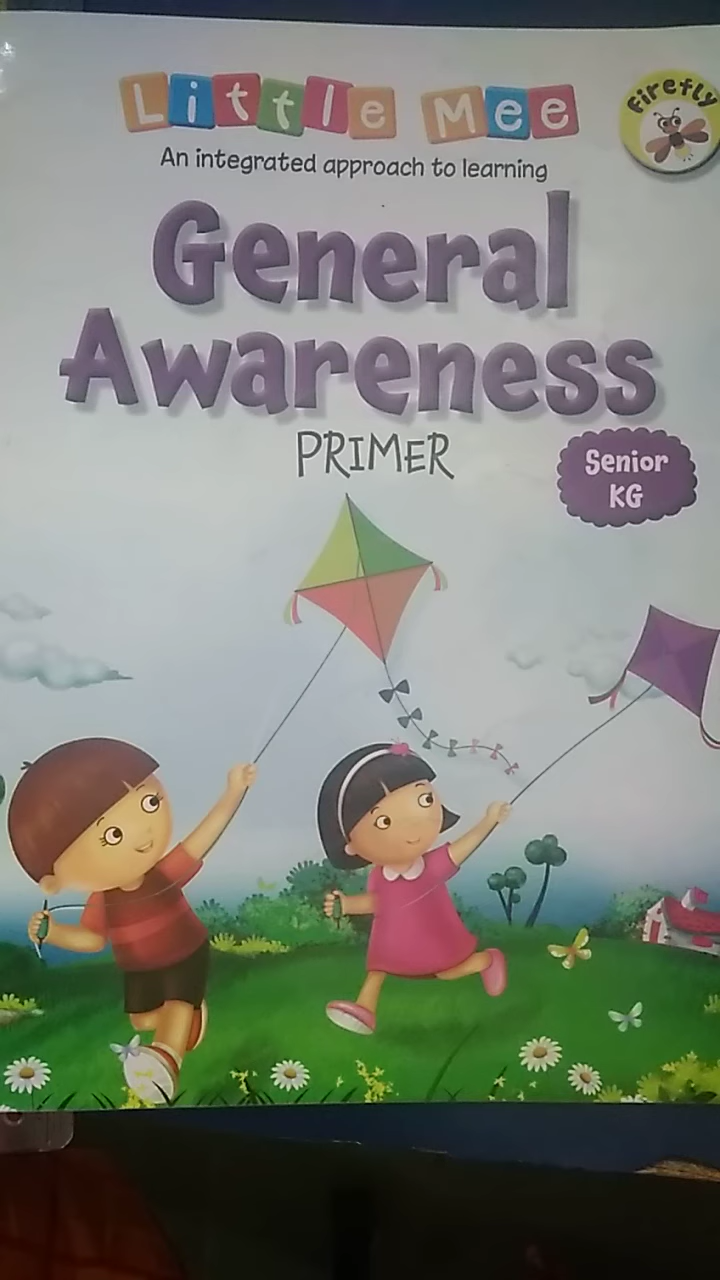 Little Mee
firefly
An integrated approach to learning
General
Awareness
PRIMER
Senior
KG